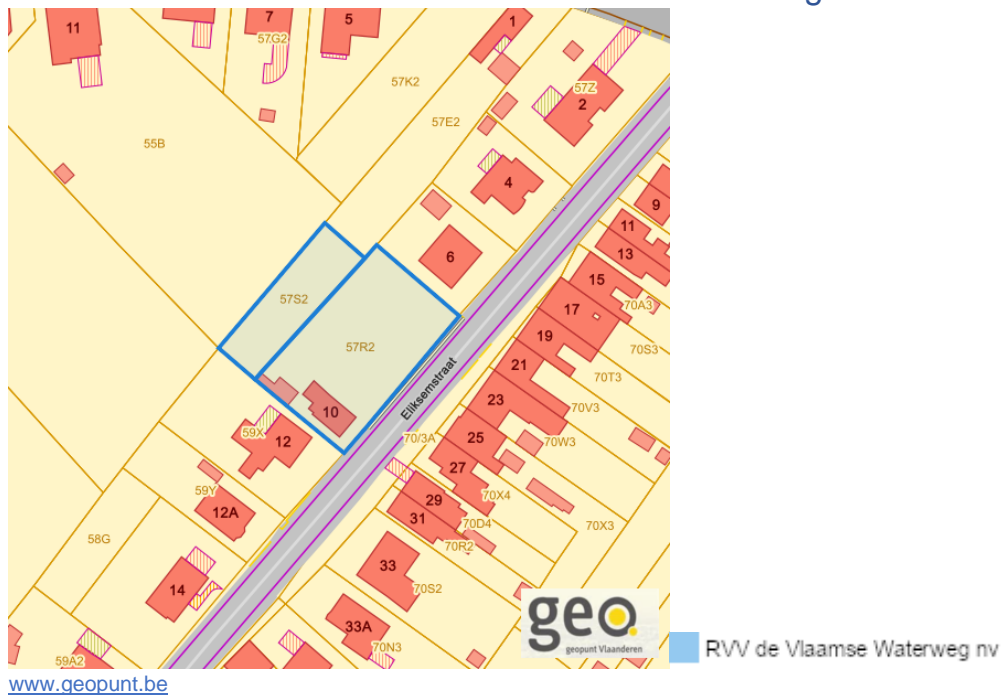 11
7
5
1
57G2
57K2
57Z
2
57E2
55B
4
9
11
13
6
15
57S2
17
70A3
19
57R2
70S3
21
70T3
Eliksemstraat
23
70V3
10
59X
12
70/3A
25
70W3
27
59Y
70X4
29
12A
31
70D4
70X3
58G
70R2
33
14
70S2
33A
70N3
59A2
geo.
geopunt Vlaanderen
RVV de Vlaamse Waterweg nv
www.geopunt.be